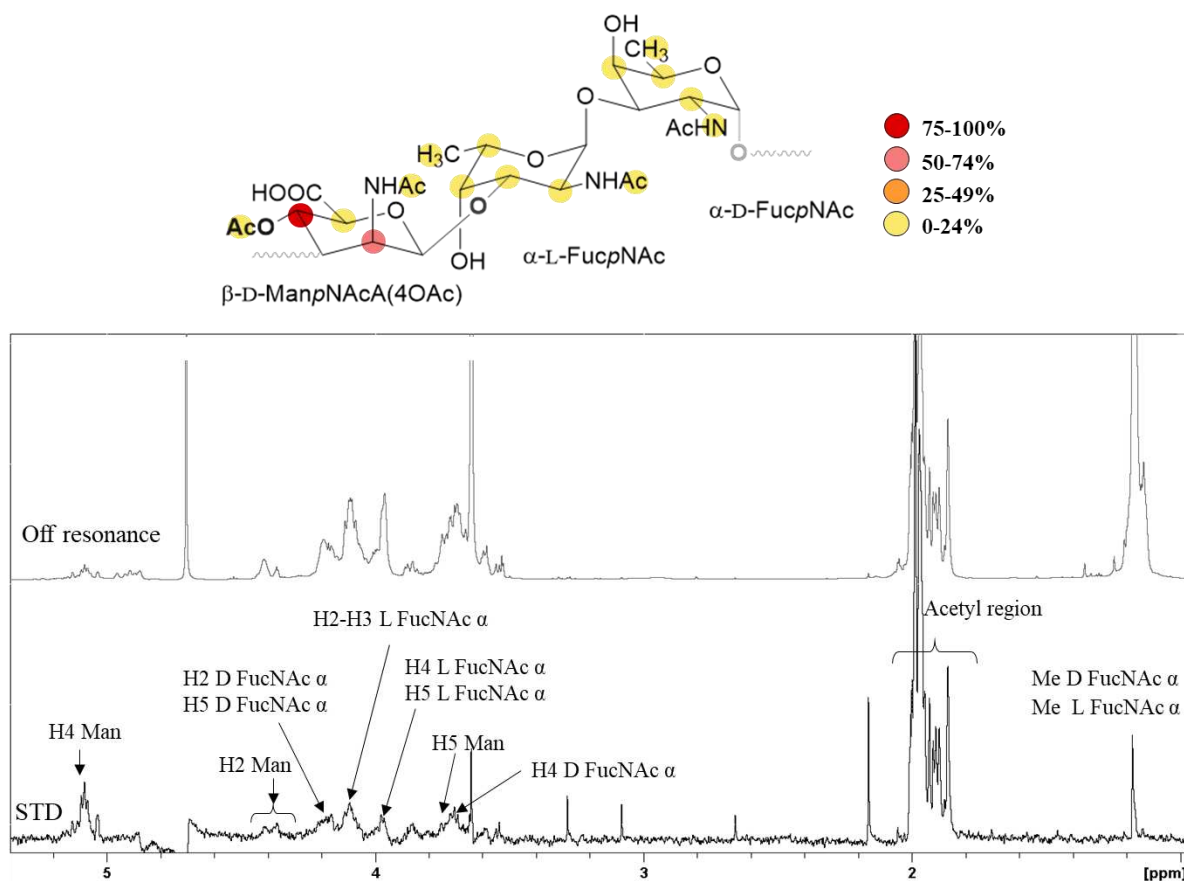 OH
CH3
O
O
AcHN
O
75-100%
50-74%
25-49%
0-24%
H3C
O
NHAc
HOOC
NHAc
O
AcO
O
OH
α-D-FucpNAc
α-L-FucpNAc
β-D-ManpNAcA(4OAc)
Off resonance
H2-H3 L FucNAc α
Acetyl region
H2 D FucNAc α
H5 D FucNAc α
H4 L FucNAc α
H5 L FucNAc α
Me D FucNAc α
Me L FucNAc α
H4 Man
H2 Man
H5 Man
H4 D FucNAc α
STD
5 4 3 2 [ppm]